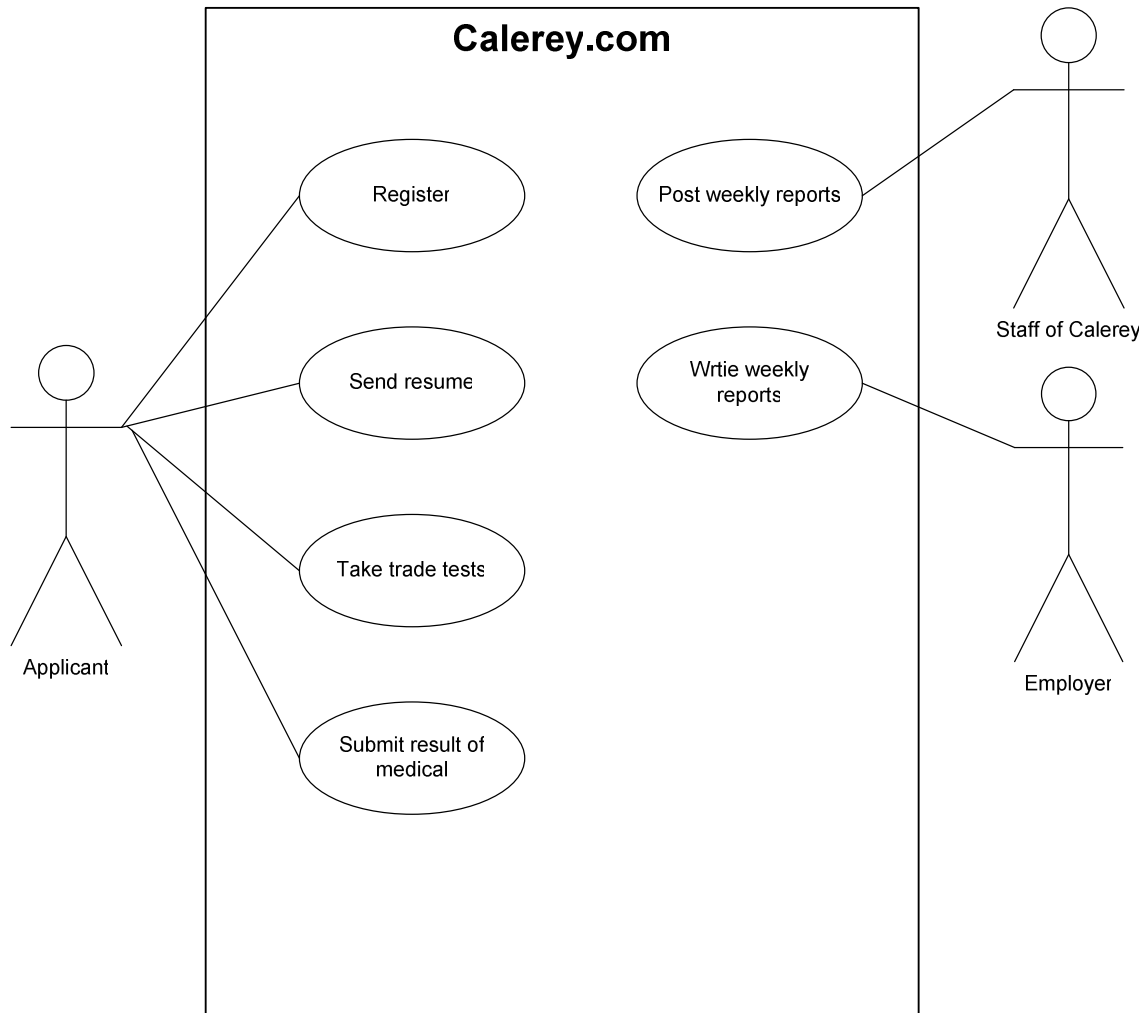 Calerey.com
Register
Post weekly reports
Staff of Calerey
Send resume
Wrtie weekly
reports
Take trade tests
Applicant
Employer
Submit result of
medical